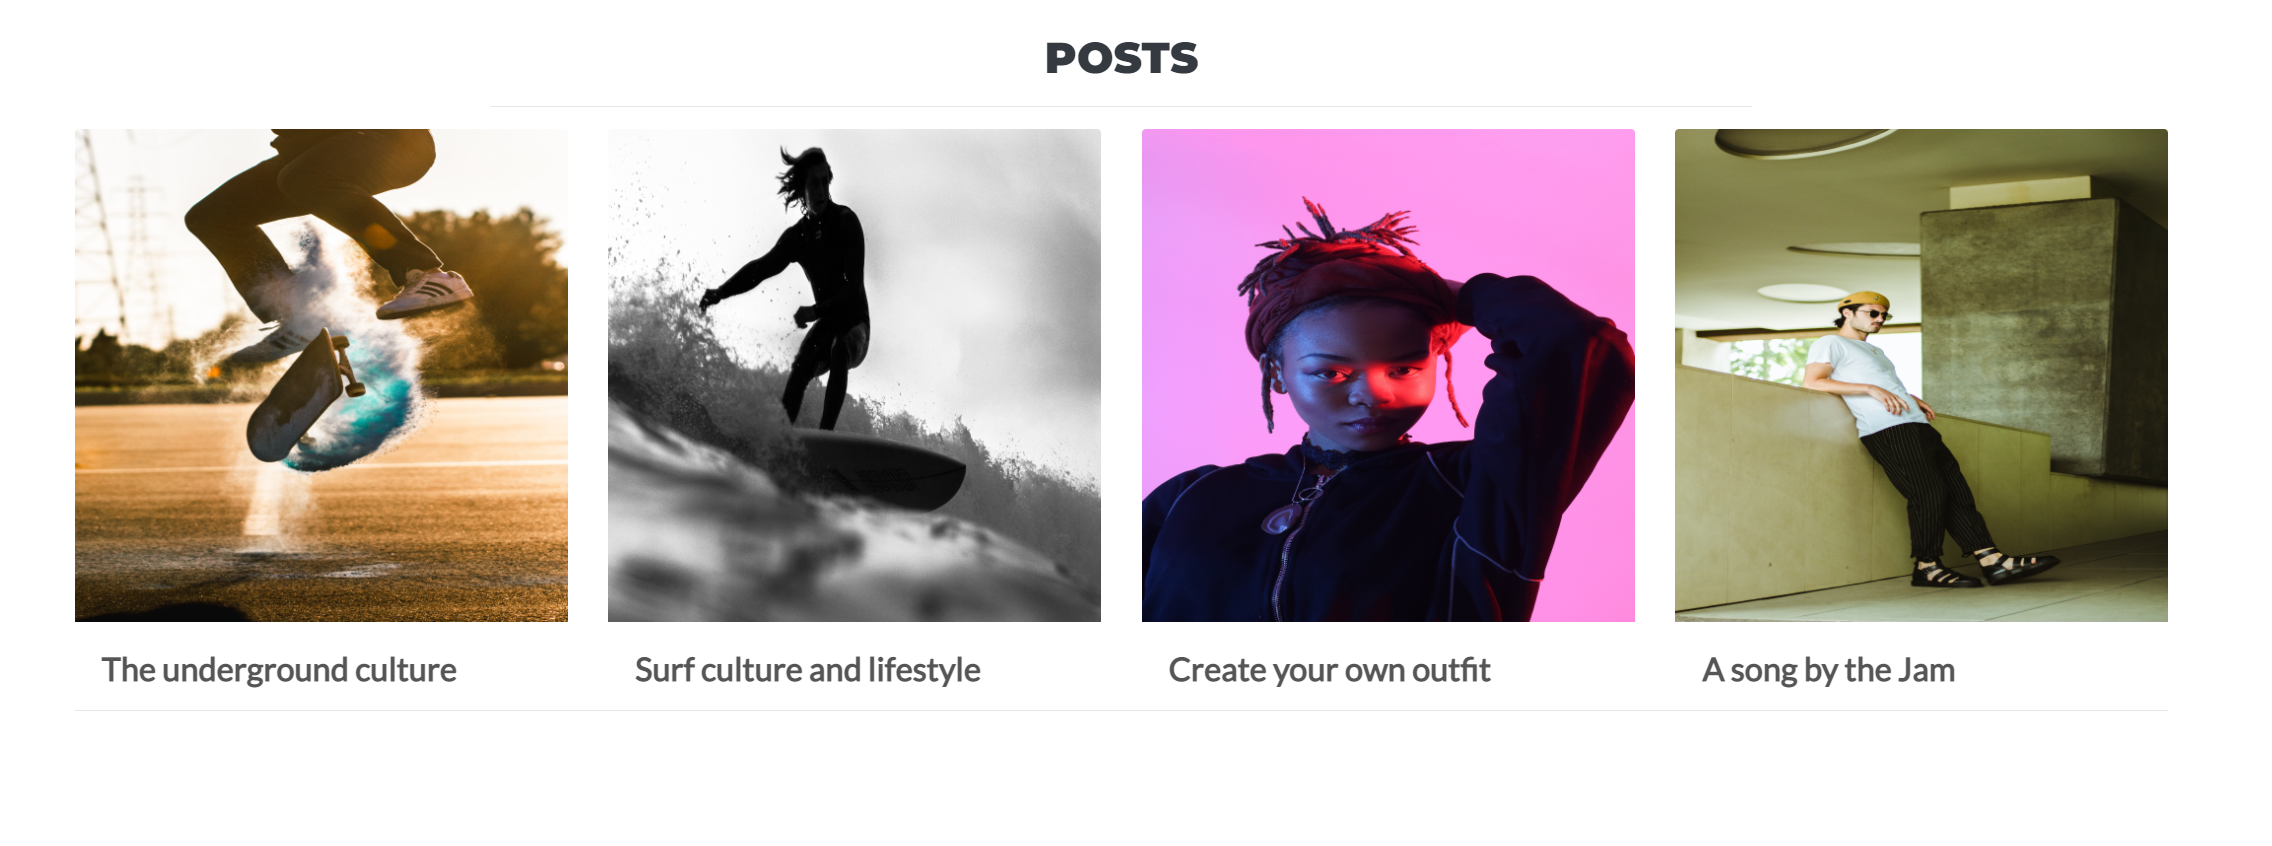 POSTS
The underground culture
Surf culture and lifestyle
Create your own outfit
A song by the Jam